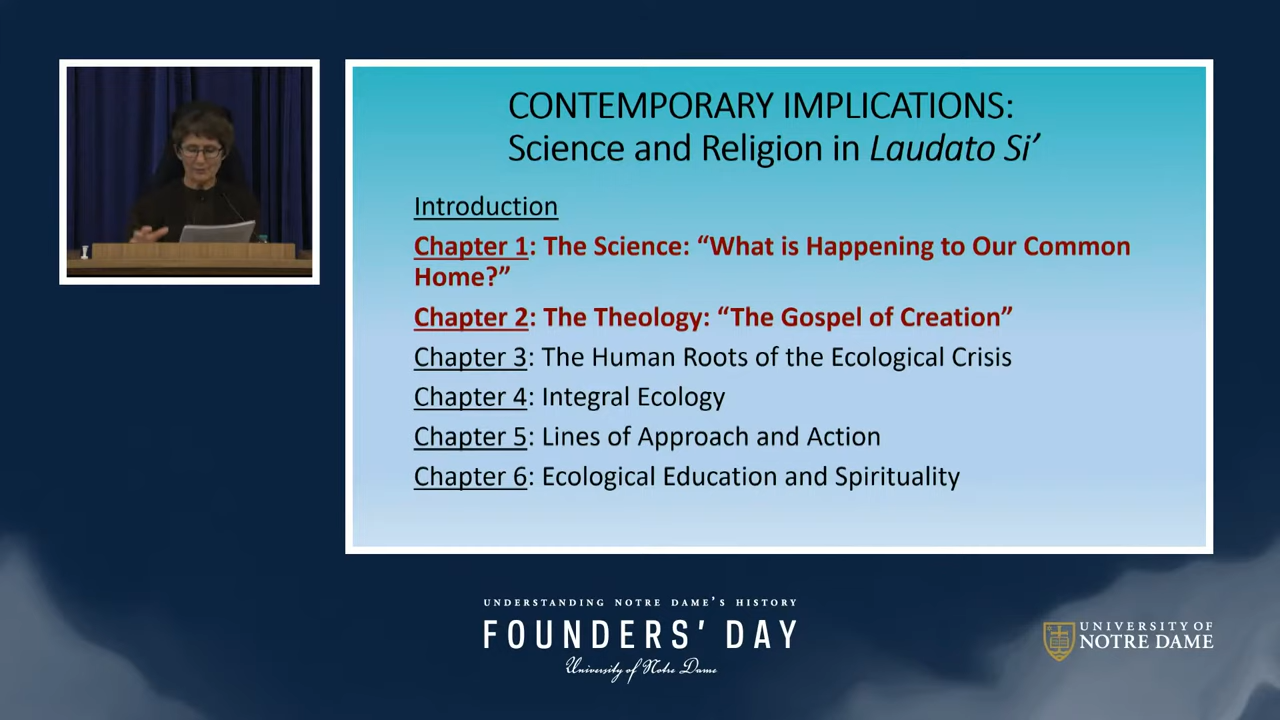 CONTEMPORARY IMPLICATIONS:
Science and Religion in Laudato Si’
Introduction
Chapter 1: The Science: “What is Happening to Our Common
Home?”
Chapter 2: The Theology: “The Gospel of Creation”
Chapter 3: The Human Roots of the Ecological Crisis
Chapter 4: Integral Ecology
Chapter 5: Lines of Approach and Action
Chapter 6: Ecological Education and Spirituality
UNDERSTANDING NOTRE DAME’S HISTORY
FOUNDERS’ DAY
University of Notre Dame
UNIVERSITY OF
NOTRE DAME